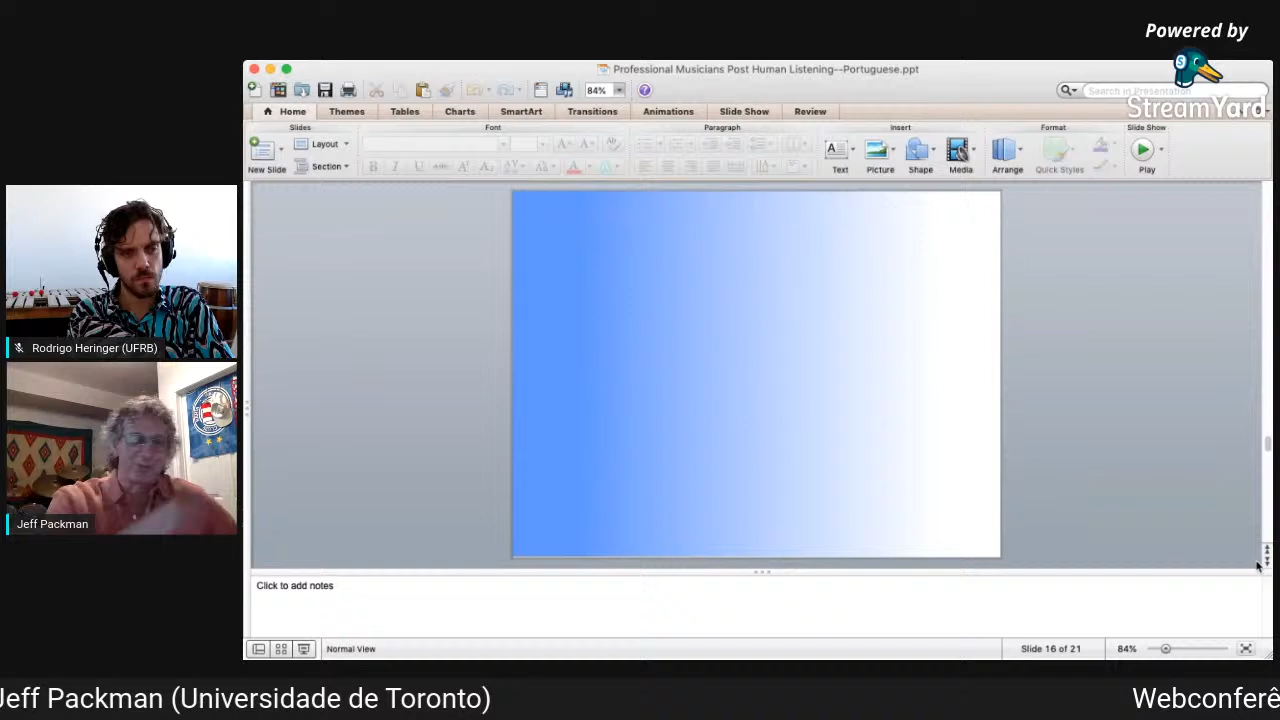 Powered by
StreamYard
Professional Musicians Post Human Listening--Portuguese.ppt
84%
Search in Presentation
Home Themes Tables Charts SmartArt Transitions Animations Slide Show Review
Slides Font Paragraph Insert Format Slide Show
New Slide
Layout
Section
Text Picture Shape Media Arrange Quick Styles Play
Rodrigo Heringer (UFRB)
Jeff Packman
Click to add notes
Normal View
Slide 16 of 21
84%
Jeff Packman (Universidade de Toronto)
Webconferê